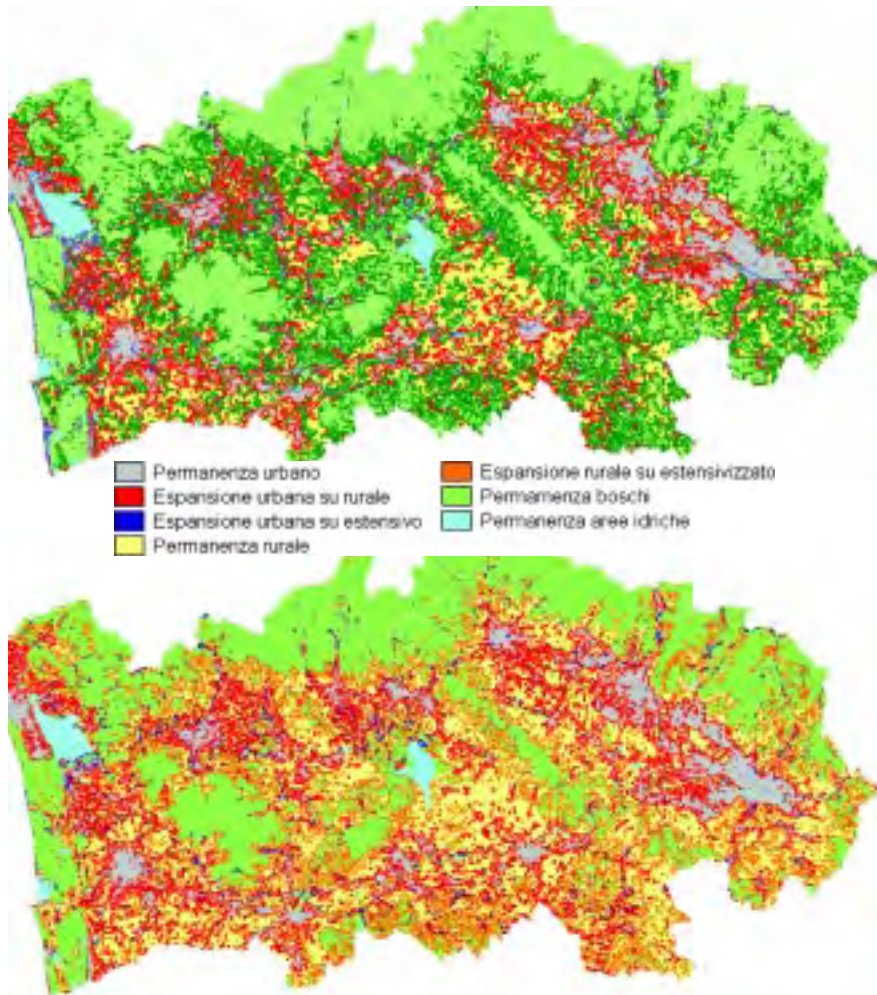 Permanenza urbano
Espansione urbana su rurale
Espansione urbana su estensivo
Permanenza rurale
Espansione rurale su estensivizzato
Permamenza boschi
Permanenza aree idriche